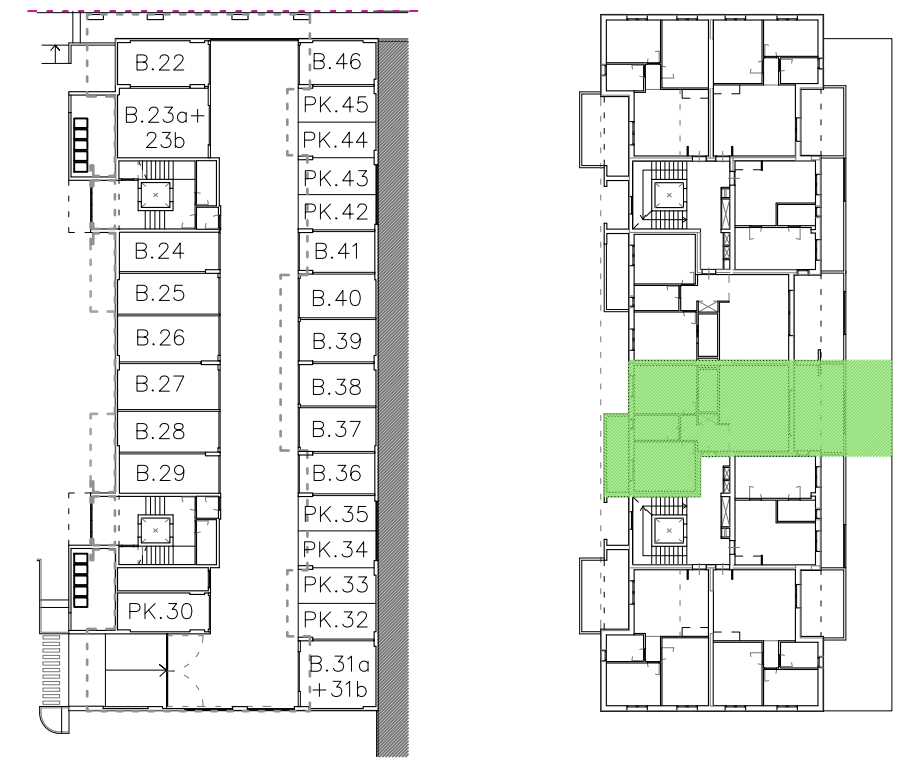 B.22
B.23a+
23b
B.24
B.25
B.26
B.27
B.28
B.29
PK.30
B.46
PK.45
PK.44
PK.43
PK.42
B.41
B.40
B.39
B.38
B.37
B.36
PK.35
PK.34
PK.33
PK.32
B.31a
+31b